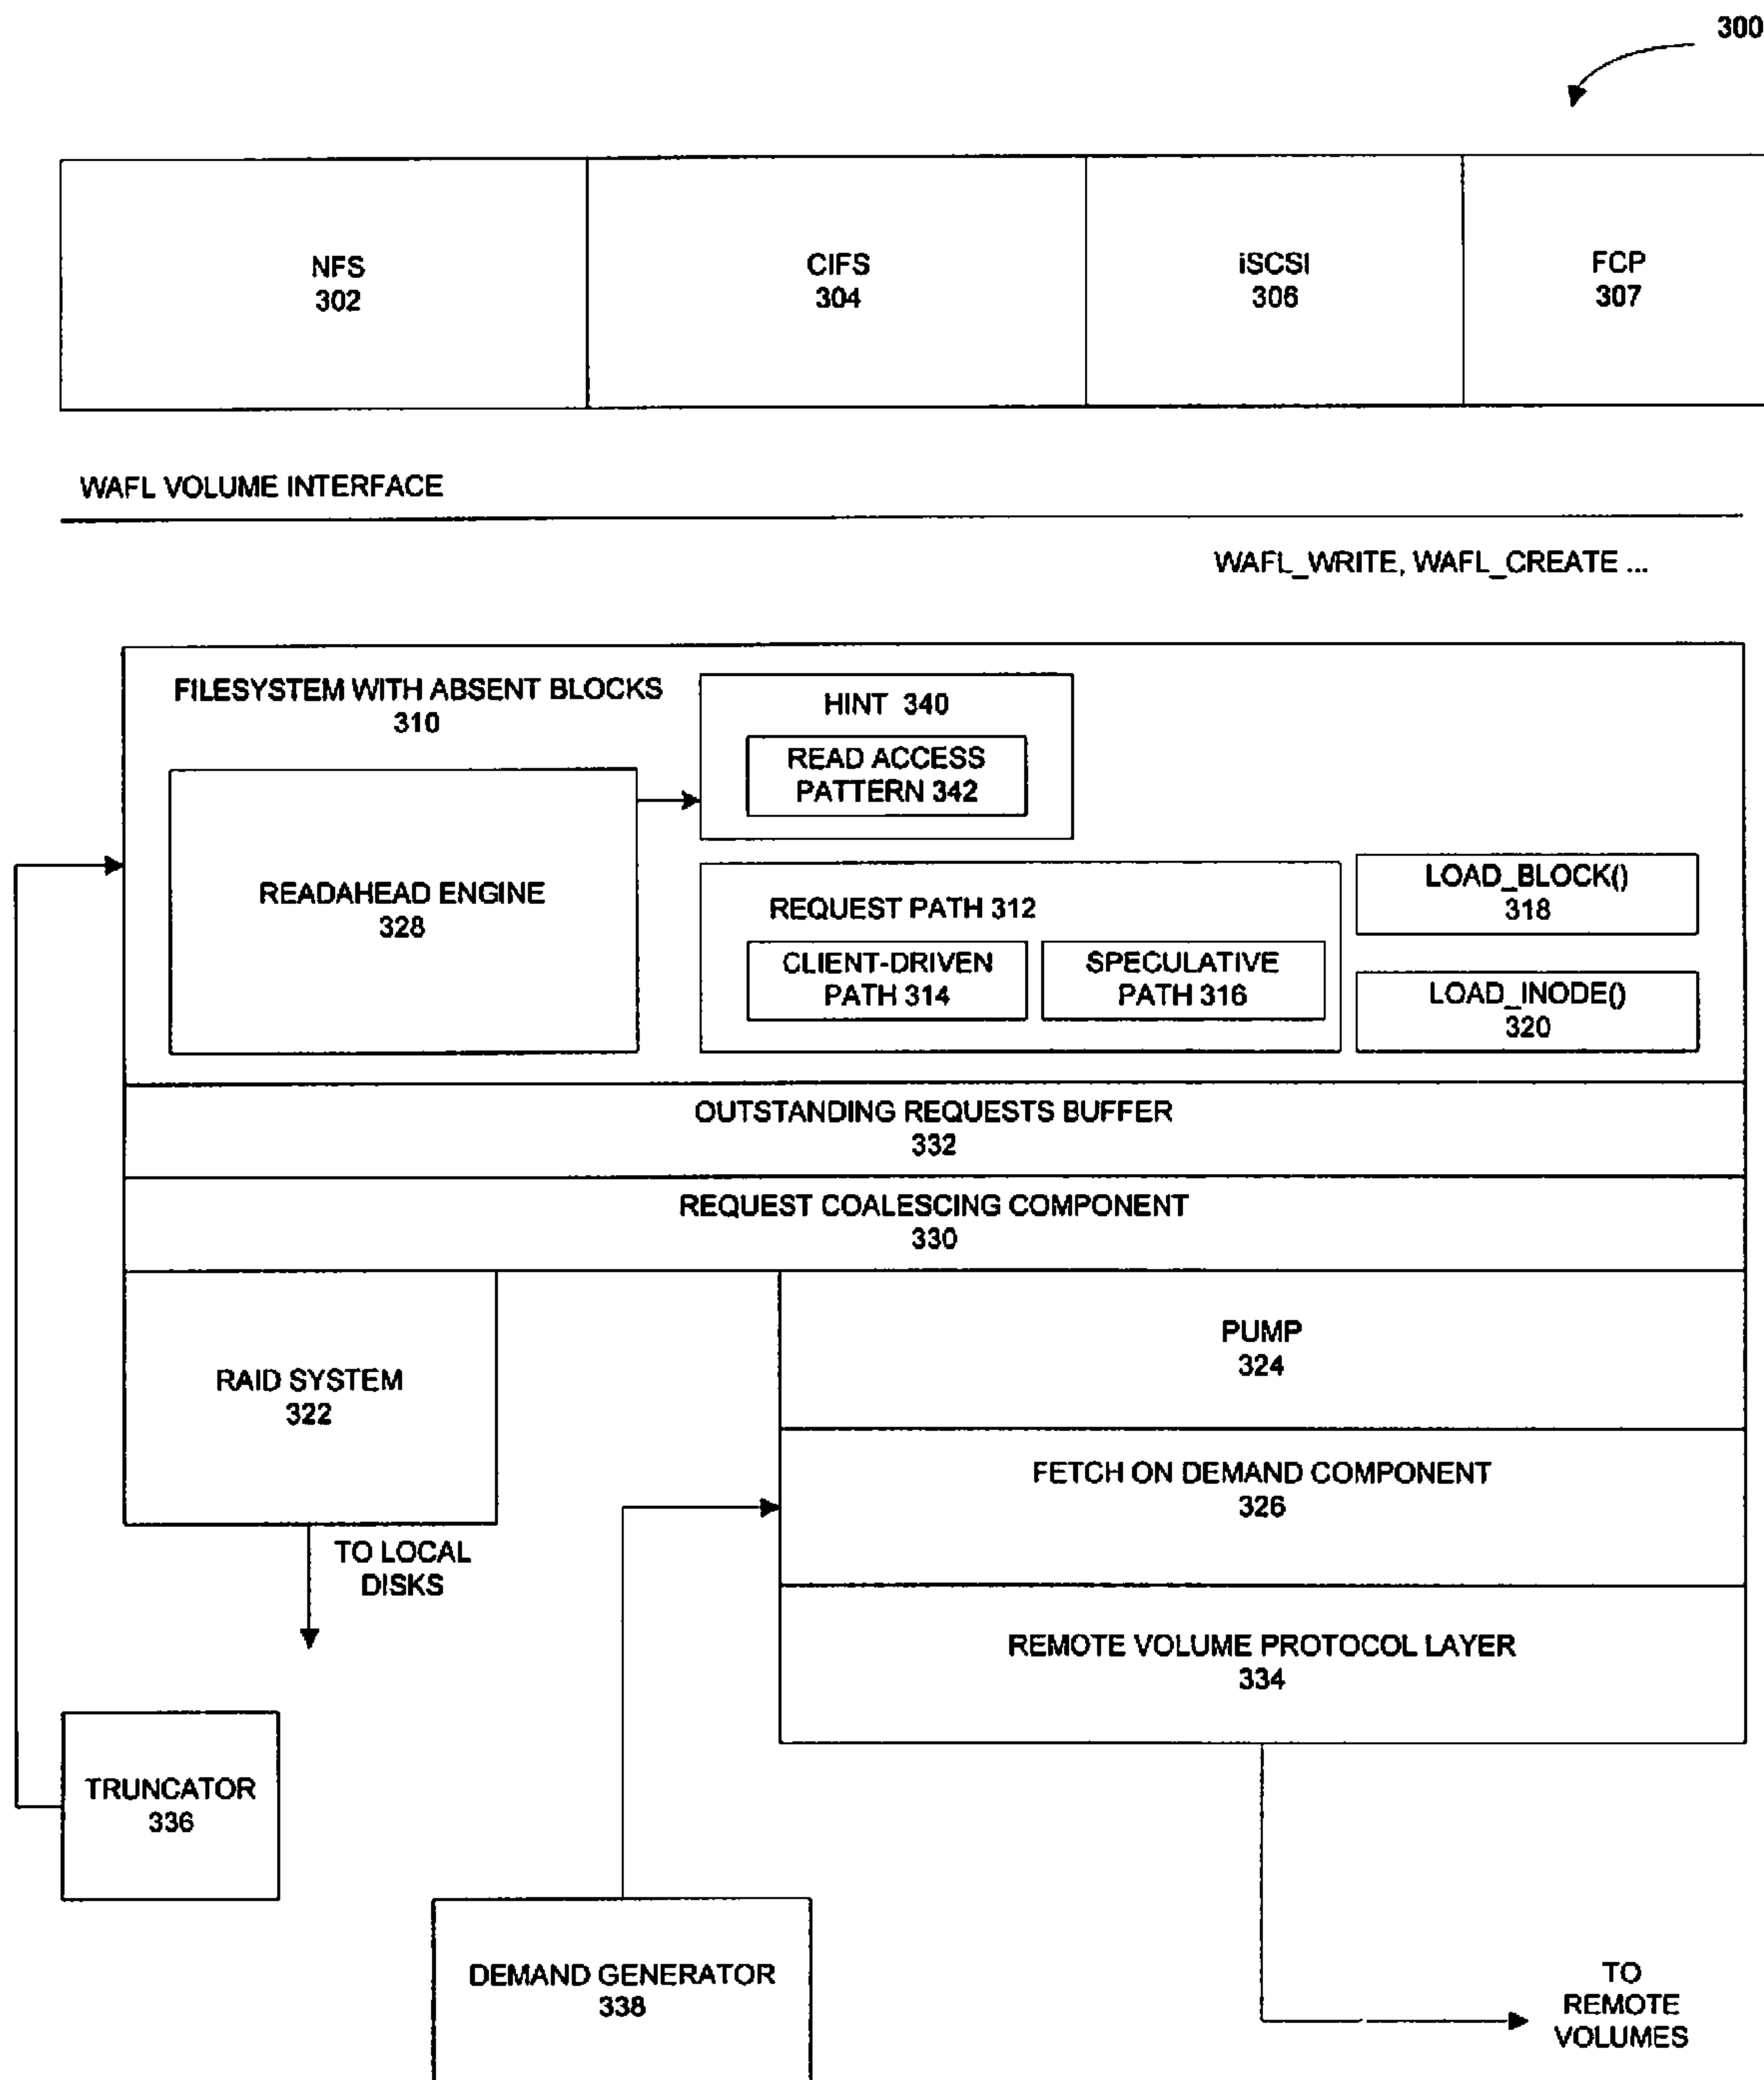 300
NFS
302
CIFS
304
iSCSI
306
FCP
307
WAFL VOLUME INTERFACE
WAFL_WRITE, WAFL_CREATE ...
FILESYSTEM WITH ABSENT BLOCKS
310
HINT 340
READ ACCESS
PATTERN 342
READAHEAD ENGINE
328
REQUEST PATH 312
CLIENT-DRIVEN
PATH 314
SPECULATIVE
PATH 316
LOAD_BLOCK()
318
LOAD_INODE()
320
OUTSTANDING REQUESTS BUFFER
332
REQUEST COALESCING COMPONENT
330
RAID SYSTEM
322
PUMP
324
FETCH ON DEMAND COMPONENT
326
TO LOCAL
DISKS
REMOTE VOLUME PROTOCOL LAYER
334
TRUNCATOR
336
DEMAND GENERATOR
338
TO
REMOTE
VOLUMES